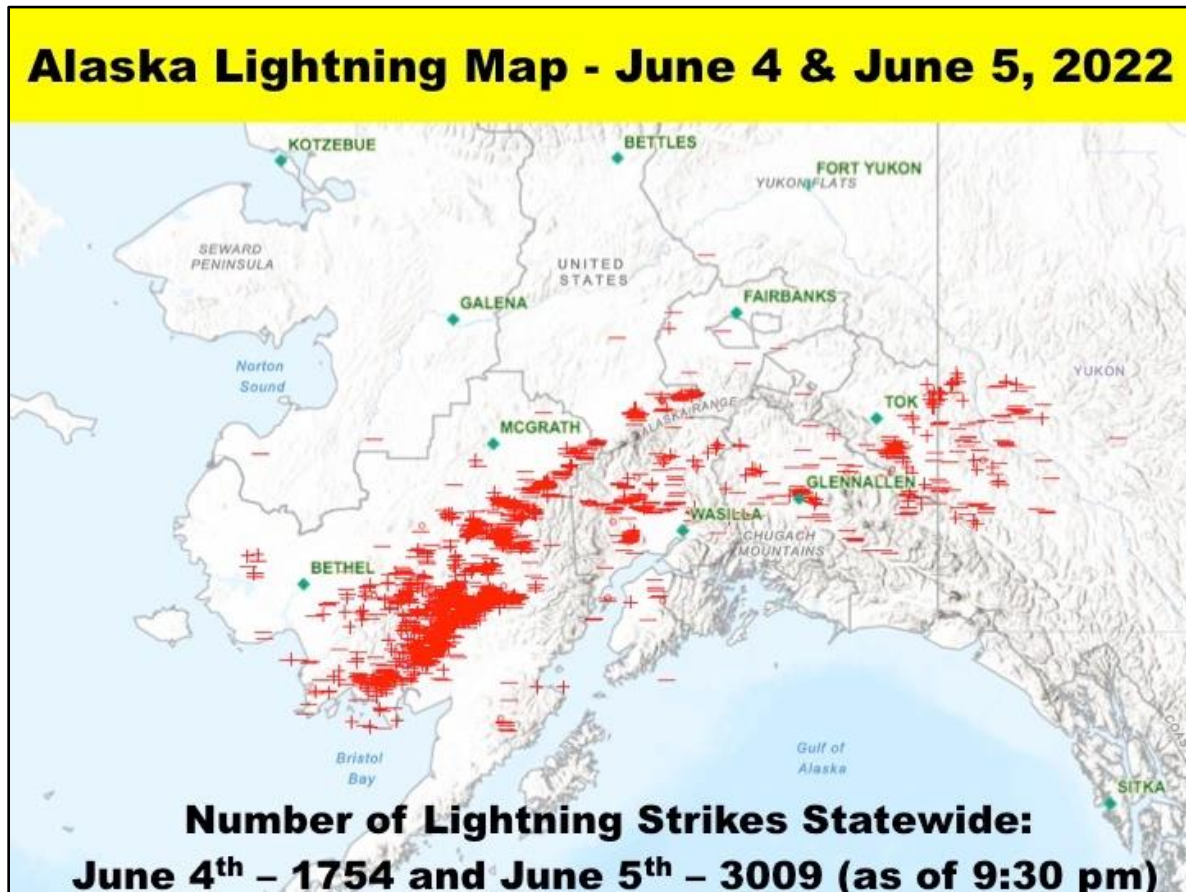 Alaska Lightning Map - June 4 & June 5, 2022
KOTZEBUE
BETTLES
FORT YUKON
YUKON FLATS
SEWARD
PENINSULA
UNITED
STATES
GALENA
FAIRBANKS
Norton
Sound
YUKON
TOK
ALASKA RANGE
MCGRATH
GLENNALLEN
WASILLA
CHUGACH
MOUNTAINS
BETHEL
Bristol
Bay
Gulf of
Alaska
COAS
SITKA
Number of Lightning Strikes Statewide:
June 4th – 1754 and June 5th – 3009 (as of 9:30 pm)